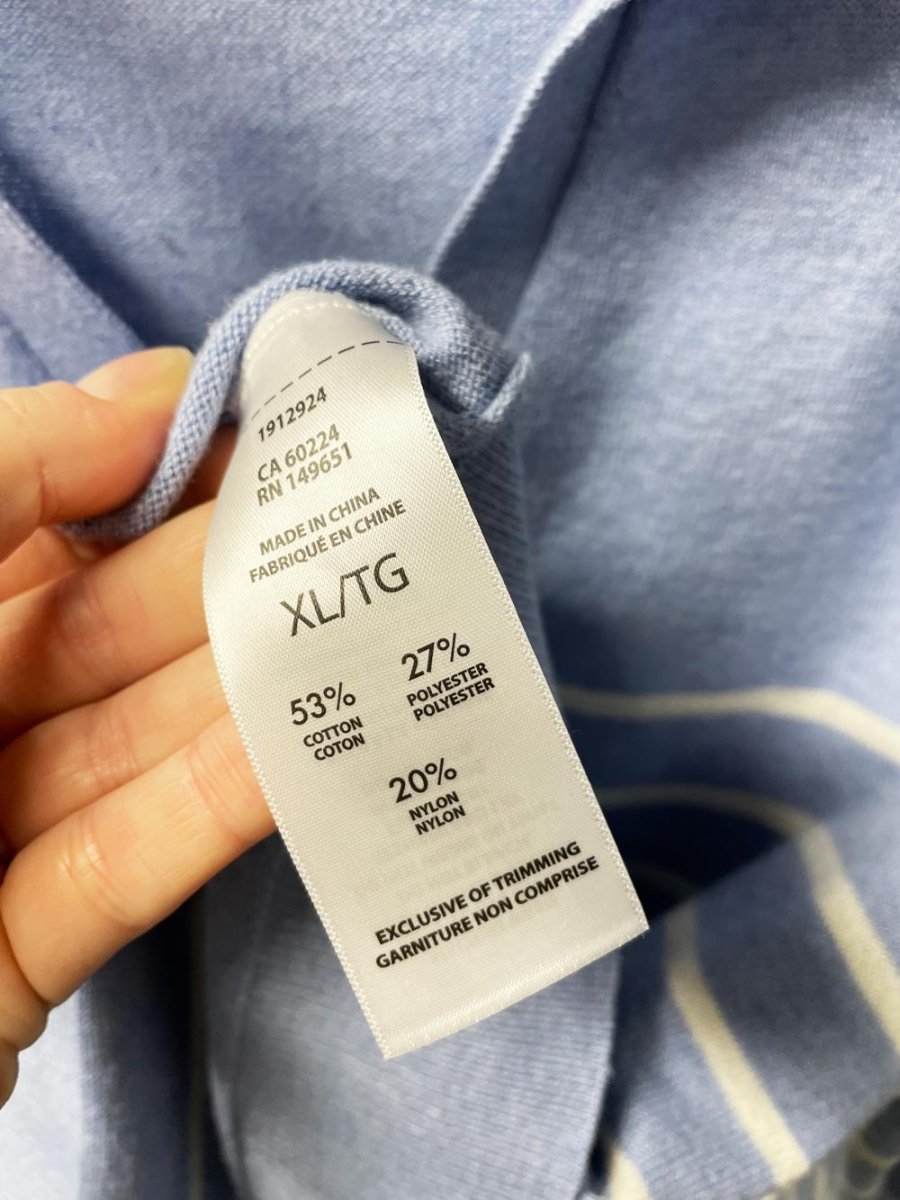 1912924
CA 60224
RN 149651
MADE IN CHINA
FABRIQUÉ EN CHINE
XL/TG
53%
COTTON
COTON
27%
POLYESTER
POLYESTER
20%
NYLON
NYLON
EXCLUSIVE OF TRIMMING
GARNITURE NON COMPRISE